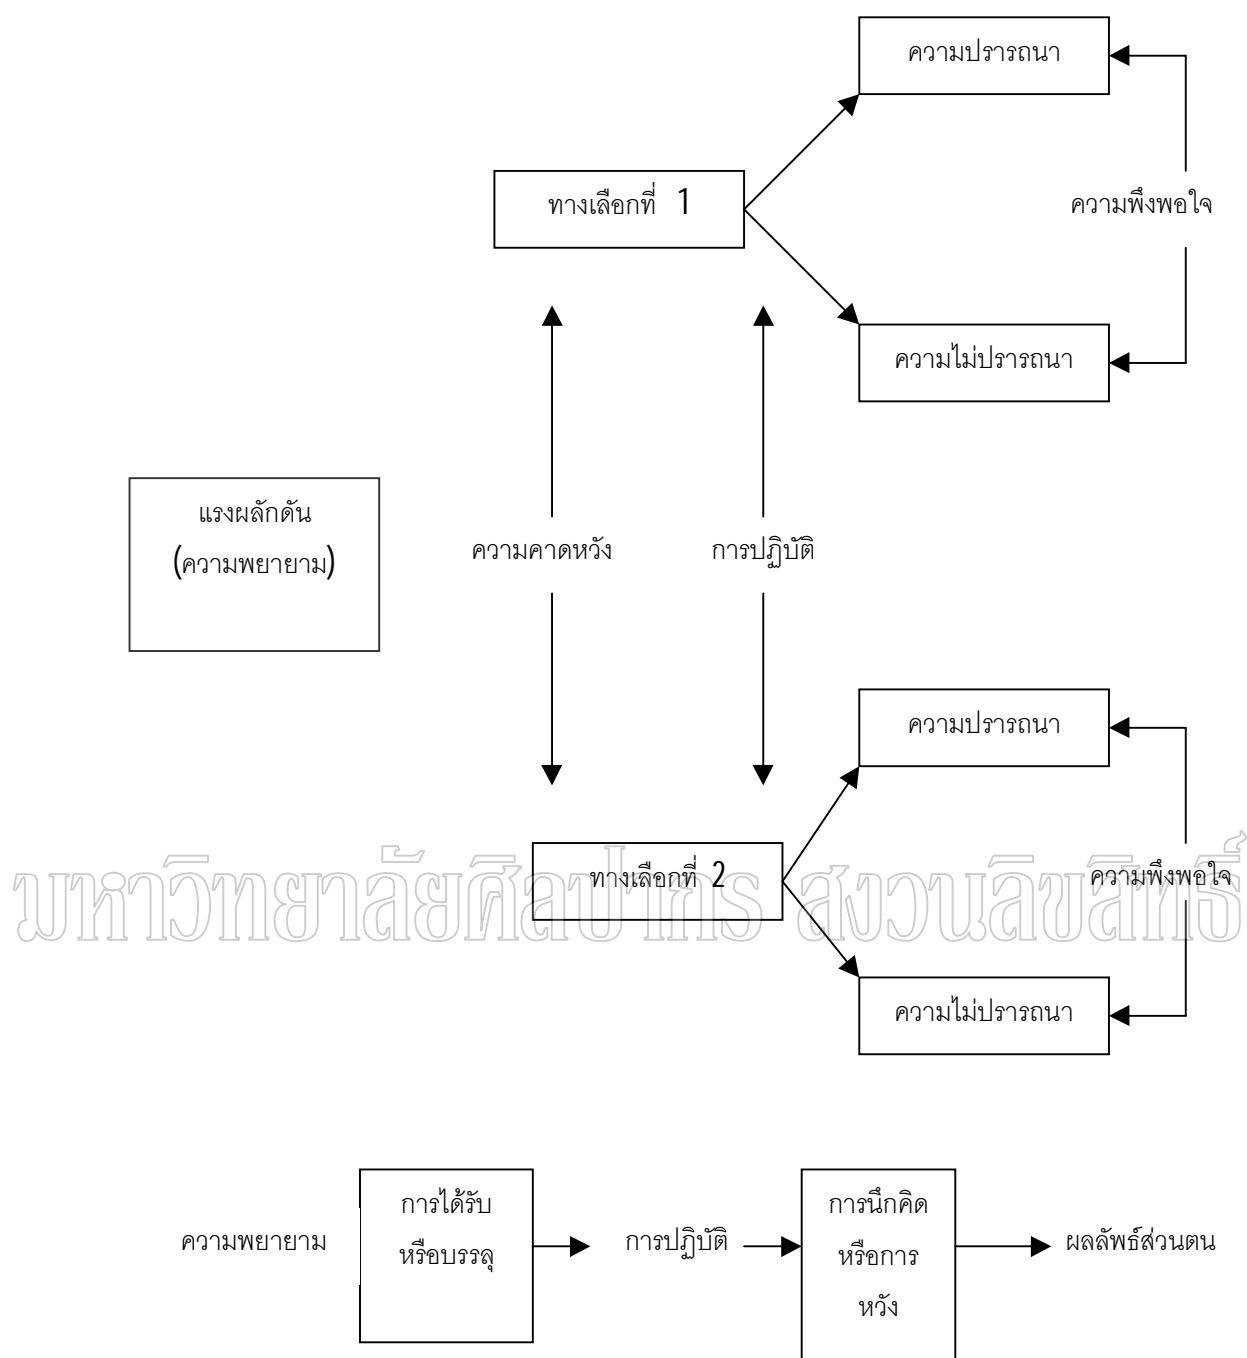 ความปรารถนา
ทางเลือกที่ 1
ความพึงพอใจ
ความไม่ปรารถนา
แรงผลักดัน
(ความพยายาม)
ความคาดหวัง
การปฏิบัติ
ความปรารถนา
ทางเลือกที่ 2
ความพึงพอใจ
มหาวิทยาลัยศิลปากร สงวนลิขสิทธิ์
ความไม่ปรารถนา
ความพยายาม
การได้รับ
หรือบรรลุ
การปฏิบัติ
การนึกคิด
หรือการ
หวัง
ผลลัพธ์ส่วนตน